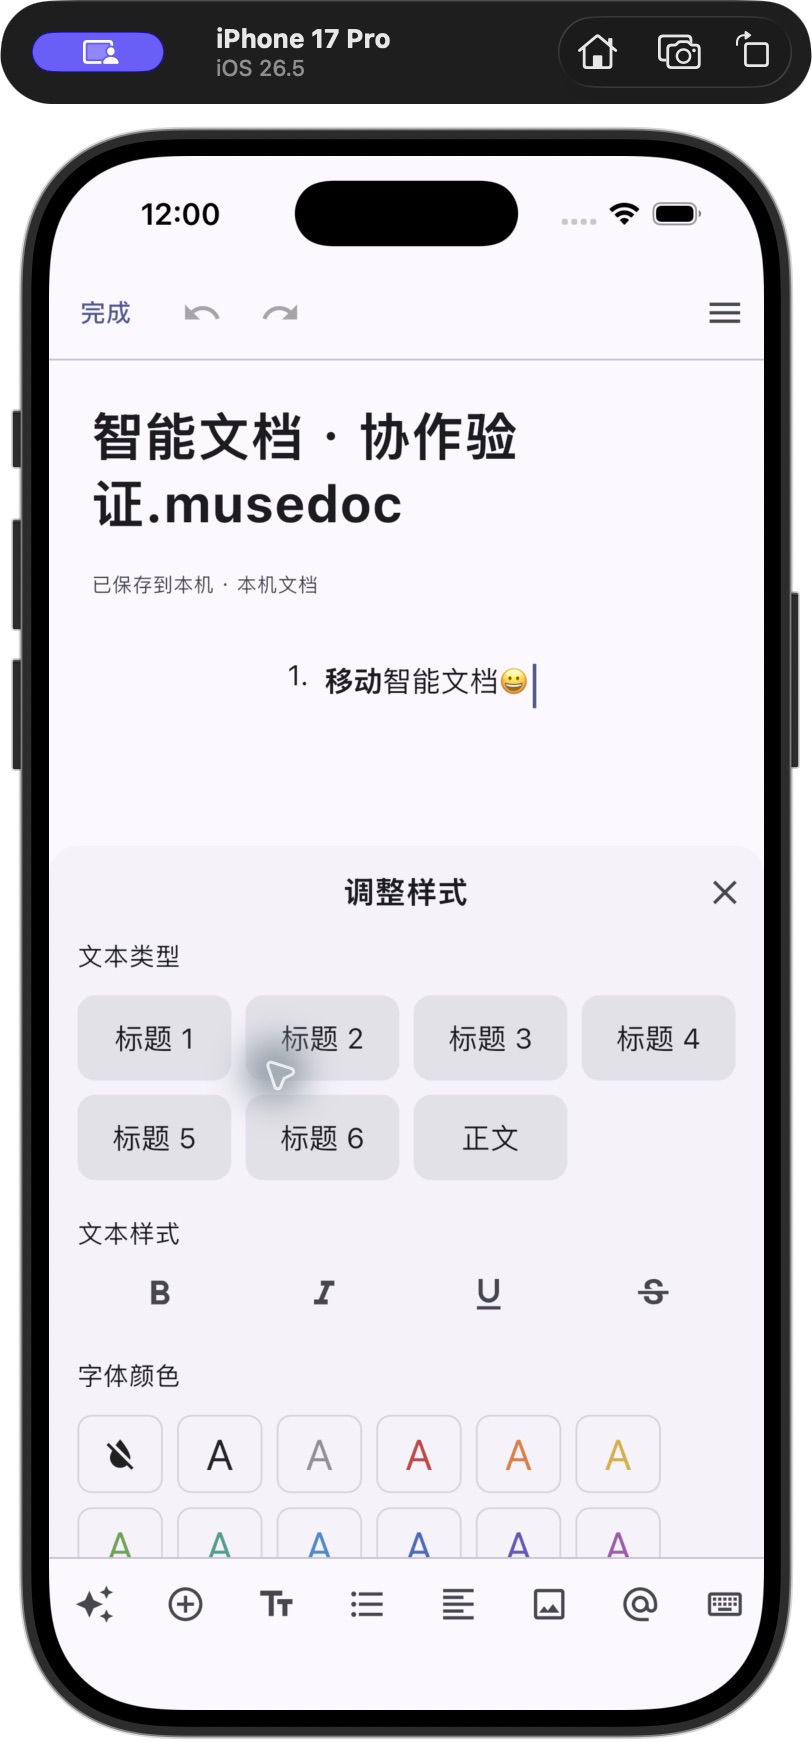 iPhone 17 Pro
iOS 26.5
12:00
完成
智能文档 · 协作验
证.musedoc
已保存到本机 · 本机文档
1. 移动智能文档😀
调整样式
文本类型
标题 1 标题 2 标题 3 标题 4
标题 5 标题 6 正文
文本样式
B I U S
字体颜色
A A A A A
A A A A A A
Tт